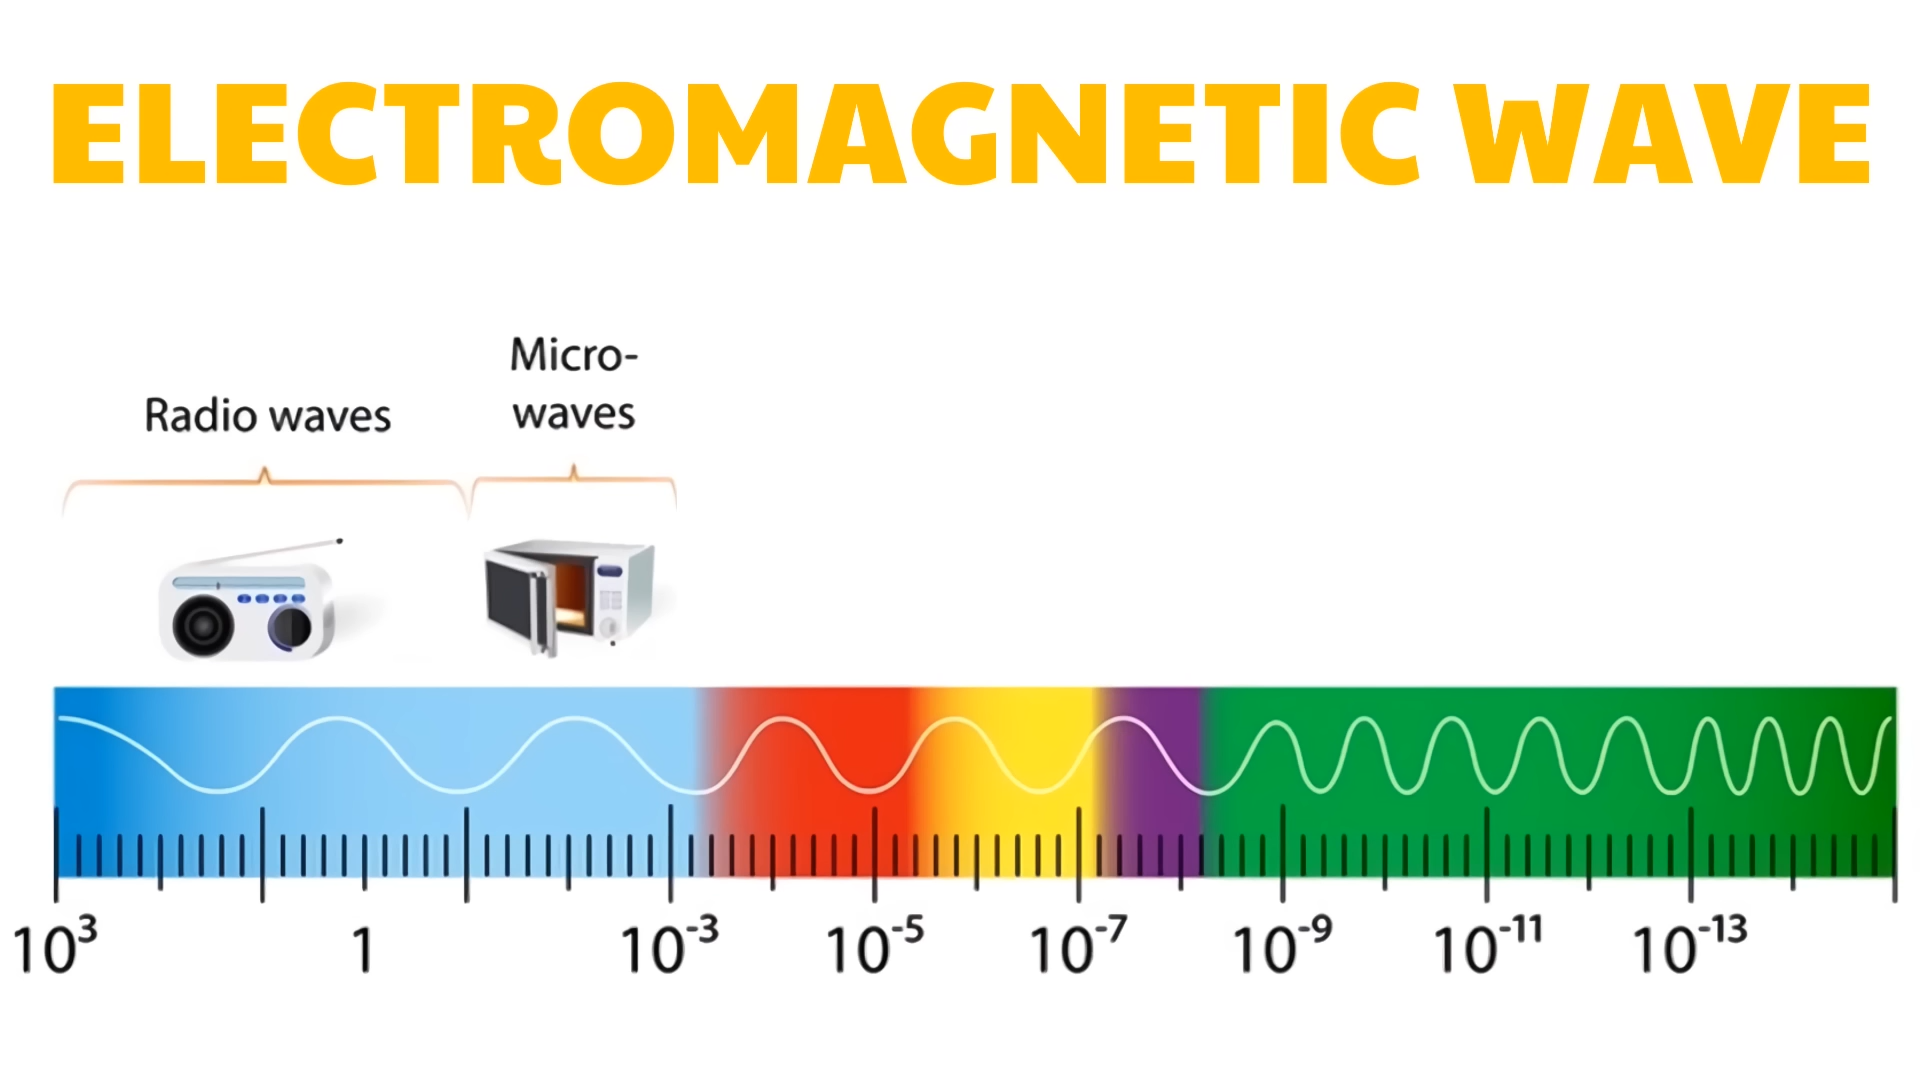 ELECTROMAGNETIC WAVE
Micro-
Radio waves
waves
10³ 1 10⁻³ 10⁻⁵ 10⁻⁷ 10⁻⁹ 10⁻¹¹ 10⁻¹³